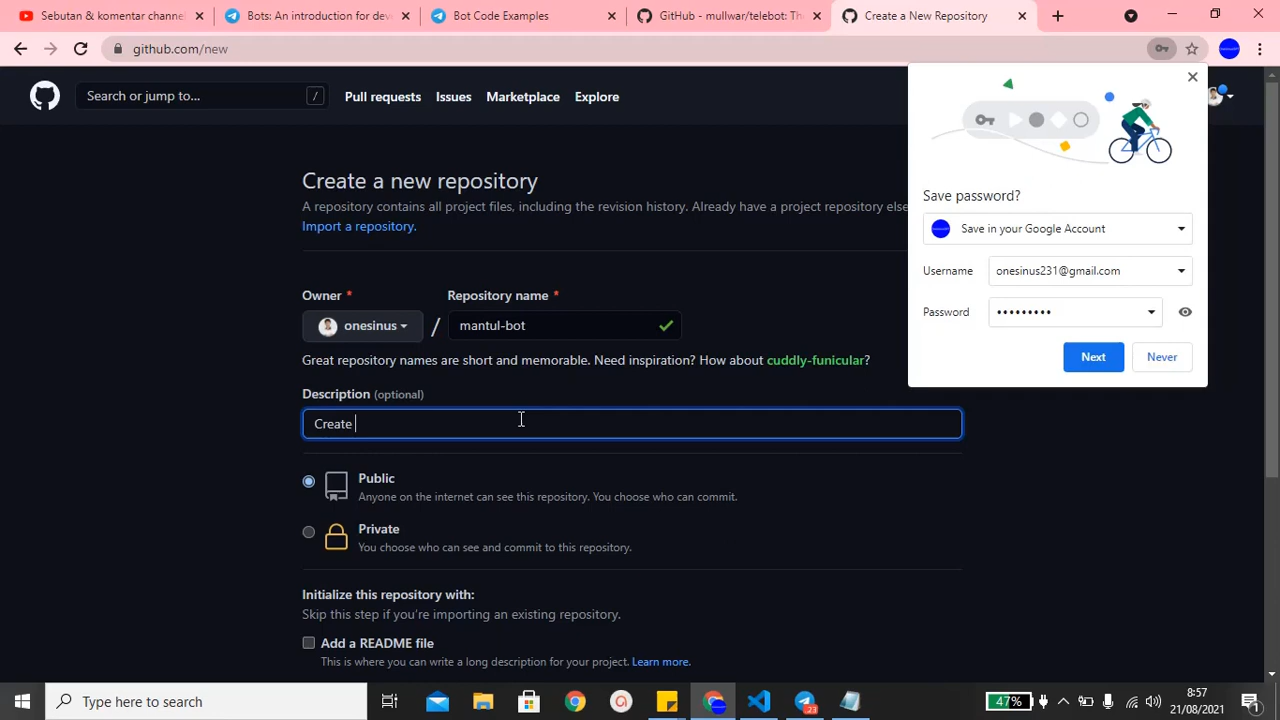 Sebutan & komentar channel
Bots: An introduction for dev
Bot Code Examples
GitHub - mullwar/telebot: Th
Create a New Repository
github.com/new
Search or jump to...
/
Pull requests
Issues
Marketplace
Explore
Create a new repository
A repository contains all project files, including the revision history. Already have a project repository else
Import a repository.
Owner *
Repository name *
onesinus
/
mantul-bot
Great repository names are short and memorable. Need inspiration? How about cuddly-funicular?
Description (optional)
Create
Public
Anyone on the internet can see this repository. You choose who can commit.
Private
You choose who can see and commit to this repository.
Initialize this repository with:
Skip this step if you're importing an existing repository.
Add a README file
This is where you can write a long description for your project. Learn more.
Save password?
Save in your Google Account
Username
onesinus231@gmail.com
Password
•••••••••
Next
Never
Type here to search
23
47%
8:57
21/08/2021
1